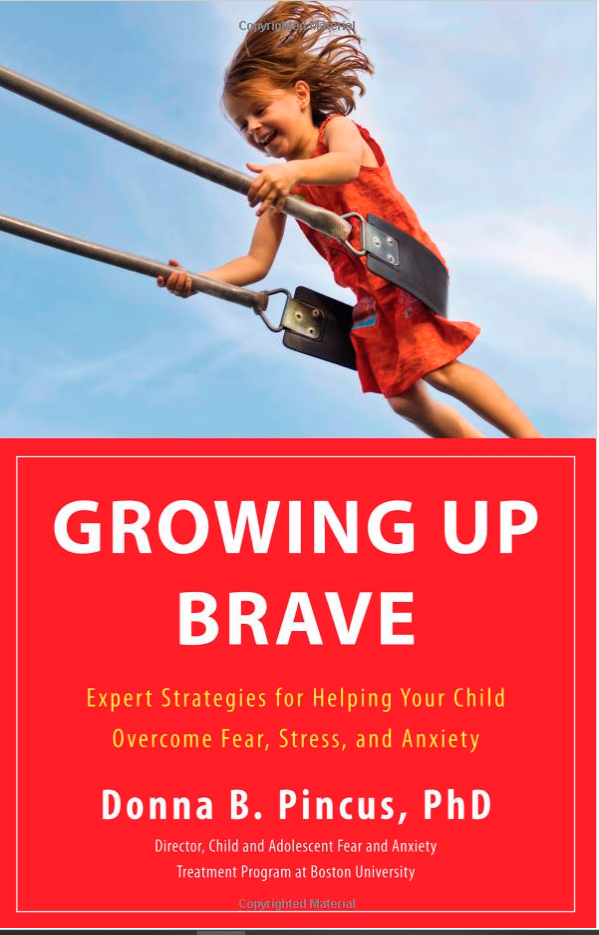 Copyrighted Material
GROWING UP
BRAVE
Expert Strategies for Helping Your Child
Overcome Fear, Stress, and Anxiety
Donna B. Pincus, PhD
Director, Child and Adolescent Fear and Anxiety
Treatment Program at Boston University
Copyrighted Material